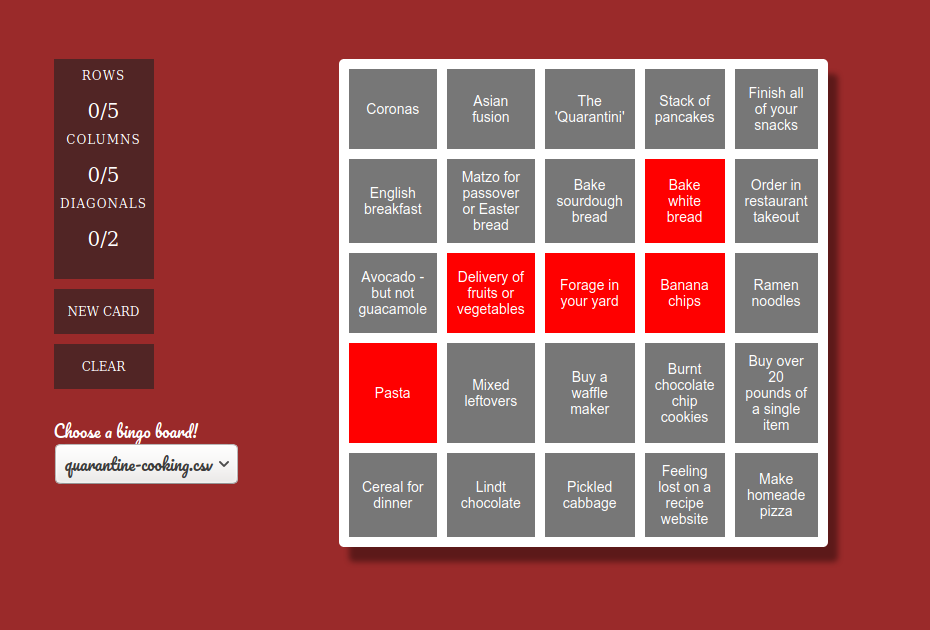 ROWS
0/5
COLUMNS
0/5
DIAGONALS
0/2
NEW CARD
CLEAR
Choose a bingo board!
quarantine-cooking.csv
Coronas
Asian
fusion
The
'Quarantini'
Stack of
pancakes
Finish all
of your
snacks
English
breakfast
Matzo for
passover
or Easter
bread
Bake
sourdough
bread
Bake
white
bread
Order in
restaurant
takeout
Avocado -
but not
guacamole
Delivery of
fruits or
vegetables
Forage in
your yard
Banana
chips
Ramen
noodles
Pasta
Mixed
leftovers
Buy a
waffle
maker
Burnt
chocolate
chip
cookies
Buy over
20
pounds of
a single
item
Cereal for
dinner
Lindt
chocolate
Pickled
cabbage
Feeling
lost on a
recipe
website
Make
homeade
pizza